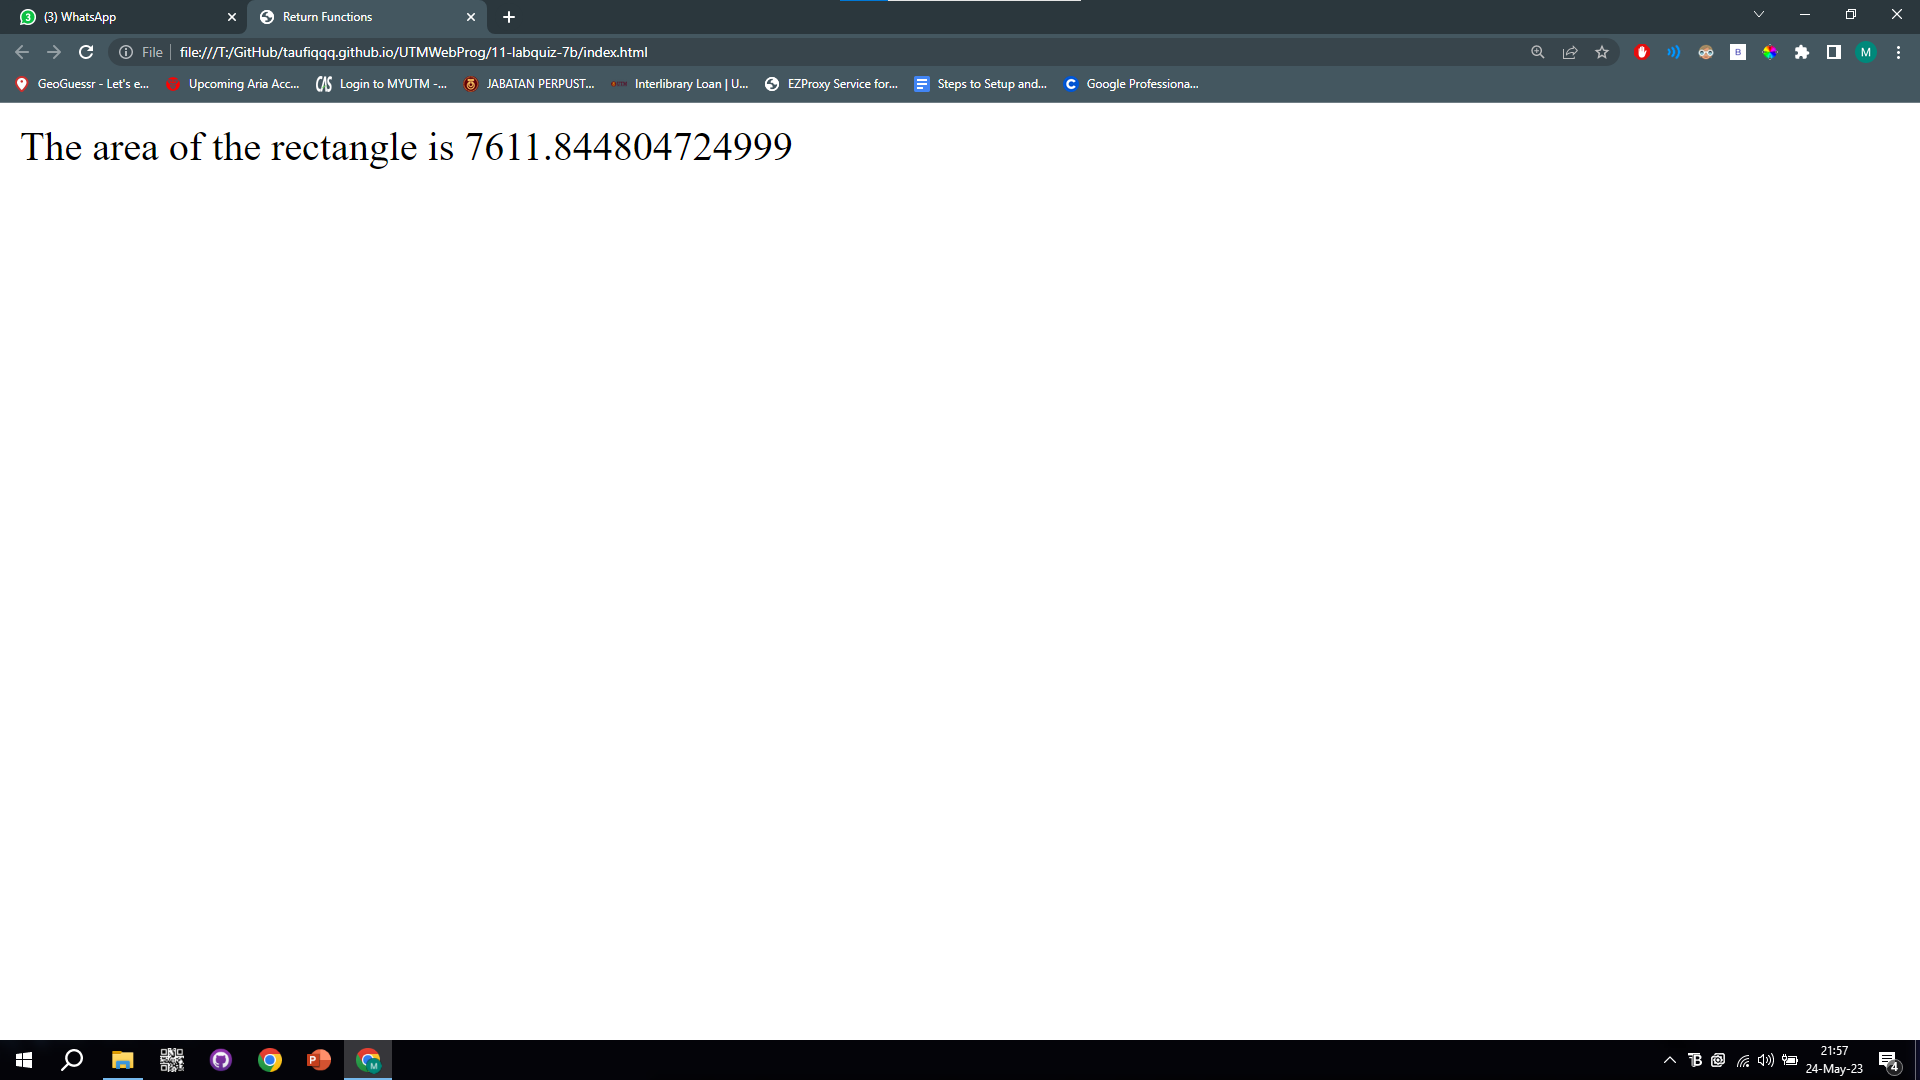 (3) WhatsApp
Return Functions
File
file:///T:/GitHub/taufiqqq.github.io/UTMWebProg/11-labquiz-7b/index.html
M
GeoGuessr - Let's e...
Upcoming Aria Acc...
Login to MYUTM -...
JABATAN PERPUST...
Interlibrary Loan | U...
EZProxy Service for...
Steps to Setup and...
Google Professiona...
The area of the rectangle is 7611.844804724999
21:57
24-May-23
4